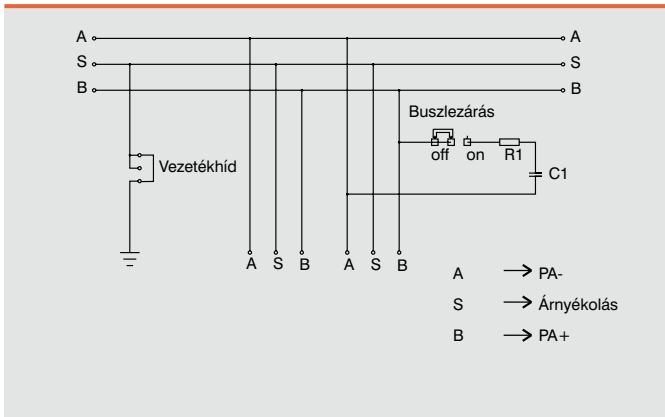 A A
S S
B B
Buszlezárás
off on R1
Vezetékhíd
C1
A S B A S B
A → PA-
S → Árnyékolás
B → PA+